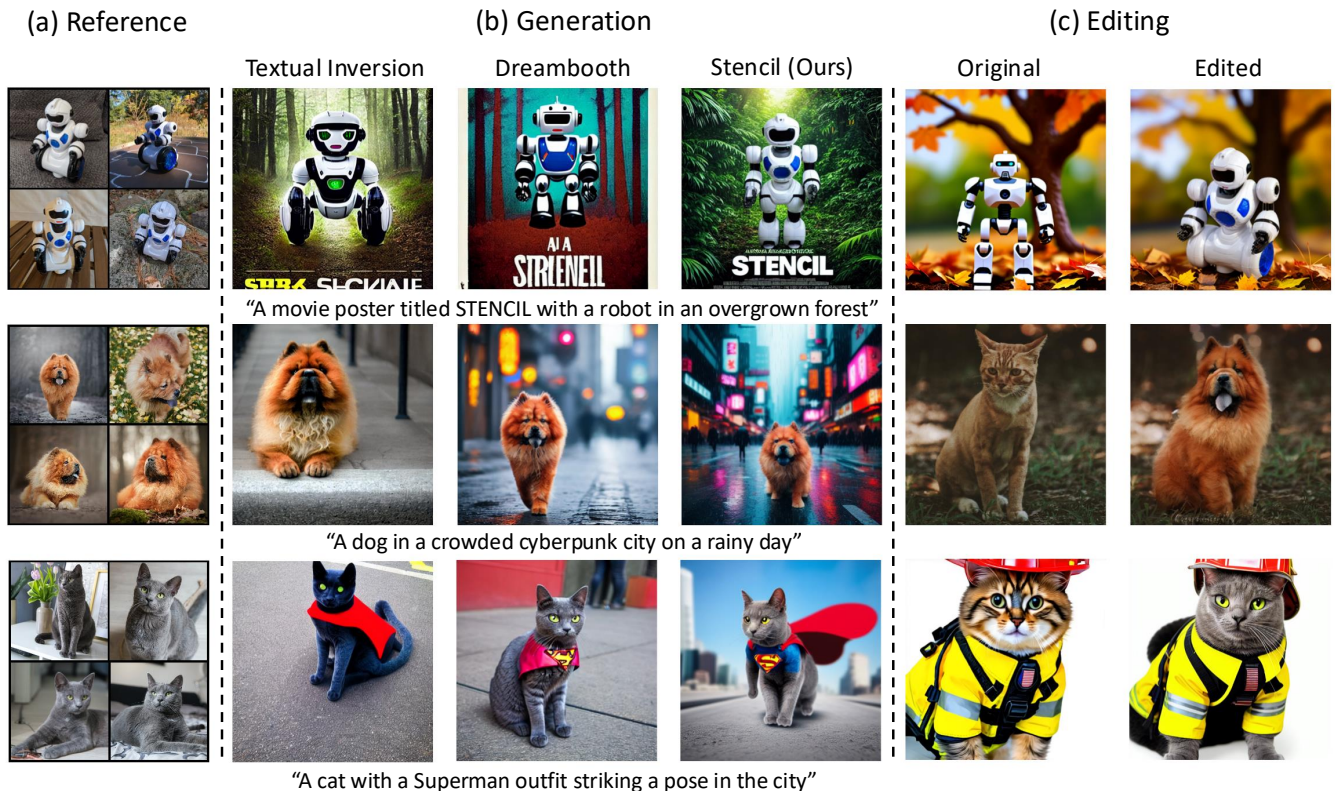 (a) Reference
(b) Generation
(c) Editing
Textual Inversion
Dreambooth
Stencil (Ours)
Original
Edited
AI A
STRLENELL
STENCIL
“A movie poster titled STENCIL with a robot in an overgrown forest”
“A dog in a crowded cyberpunk city on a rainy day”
“A cat with a Superman outfit striking a pose in the city”